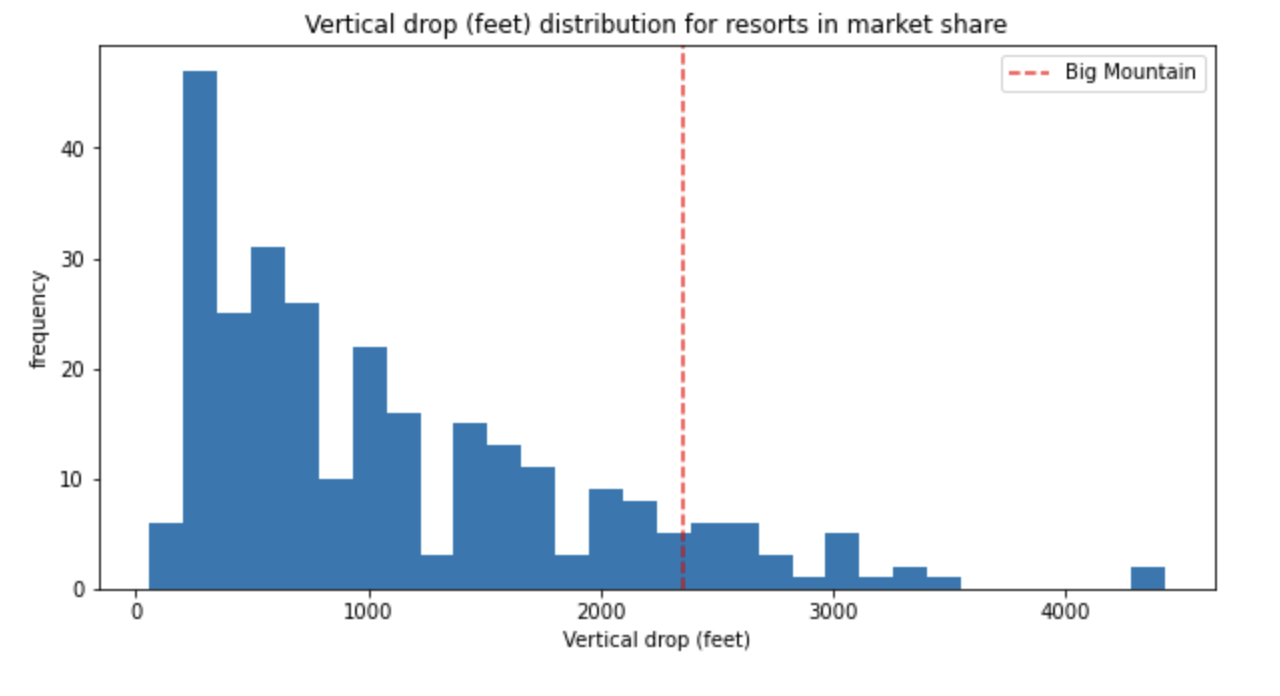 Vertical drop (feet) distribution for resorts in market share
Big Mountain
frequency
40
30
20
10
0
0 1000 2000 3000 4000
Vertical drop (feet)